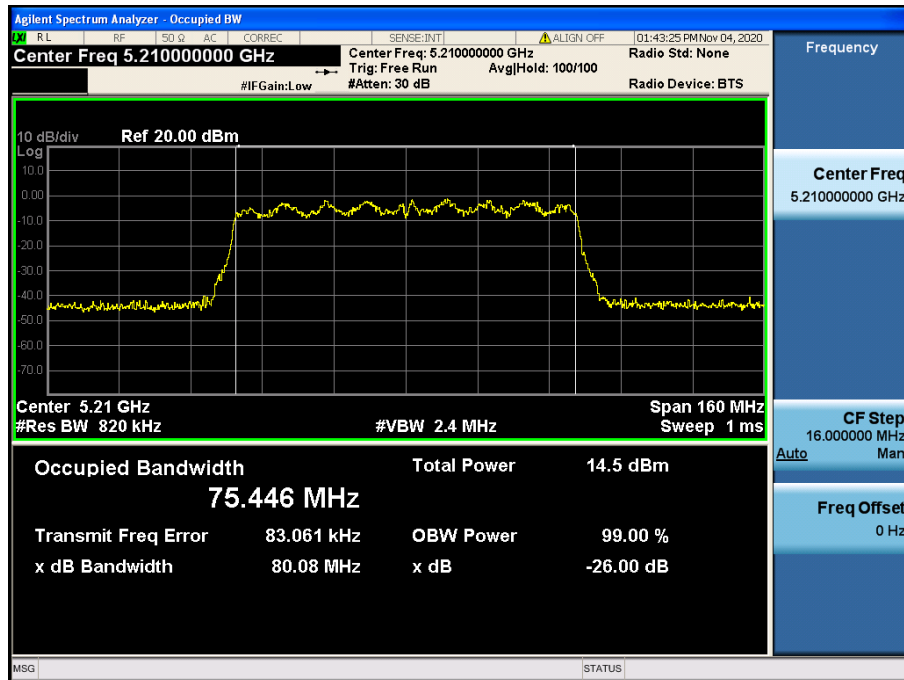 Agilent Spectrum Analyzer - Occupied BW
LXI RL RF 50 Ω AC CORREC SENSE:INT ALIGN OFF 01:43:25 PM Nov 04, 2020
Center Freq 5.210000000 GHz
Center Freq: 5.210000000 GHz
Radio Std: None
Trig: Free Run Avg|Hold: 100/100
#IFGain:Low
#Atten: 30 dB
Radio Device: BTS
10 dB/div Ref 20.00 dBm
Log
10.0
0.00
-10.0
-20.0
-30.0
-40.0
-50.0
-60.0
-70.0
Center 5.21 GHz Span 160 MHz
#Res BW 820 kHz #VBW 2.4 MHz Sweep 1 ms
Occupied Bandwidth Total Power 14.5 dBm
75.446 MHz
Transmit Freq Error 83.061 kHz OBW Power 99.00 %
x dB Bandwidth 80.08 MHz x dB -26.00 dB
MSG STATUS
Frequency
Center Freq
5.210000000 GHz
CF Step
16.000000 MHz
Auto Man
Freq Offset
0 Hz